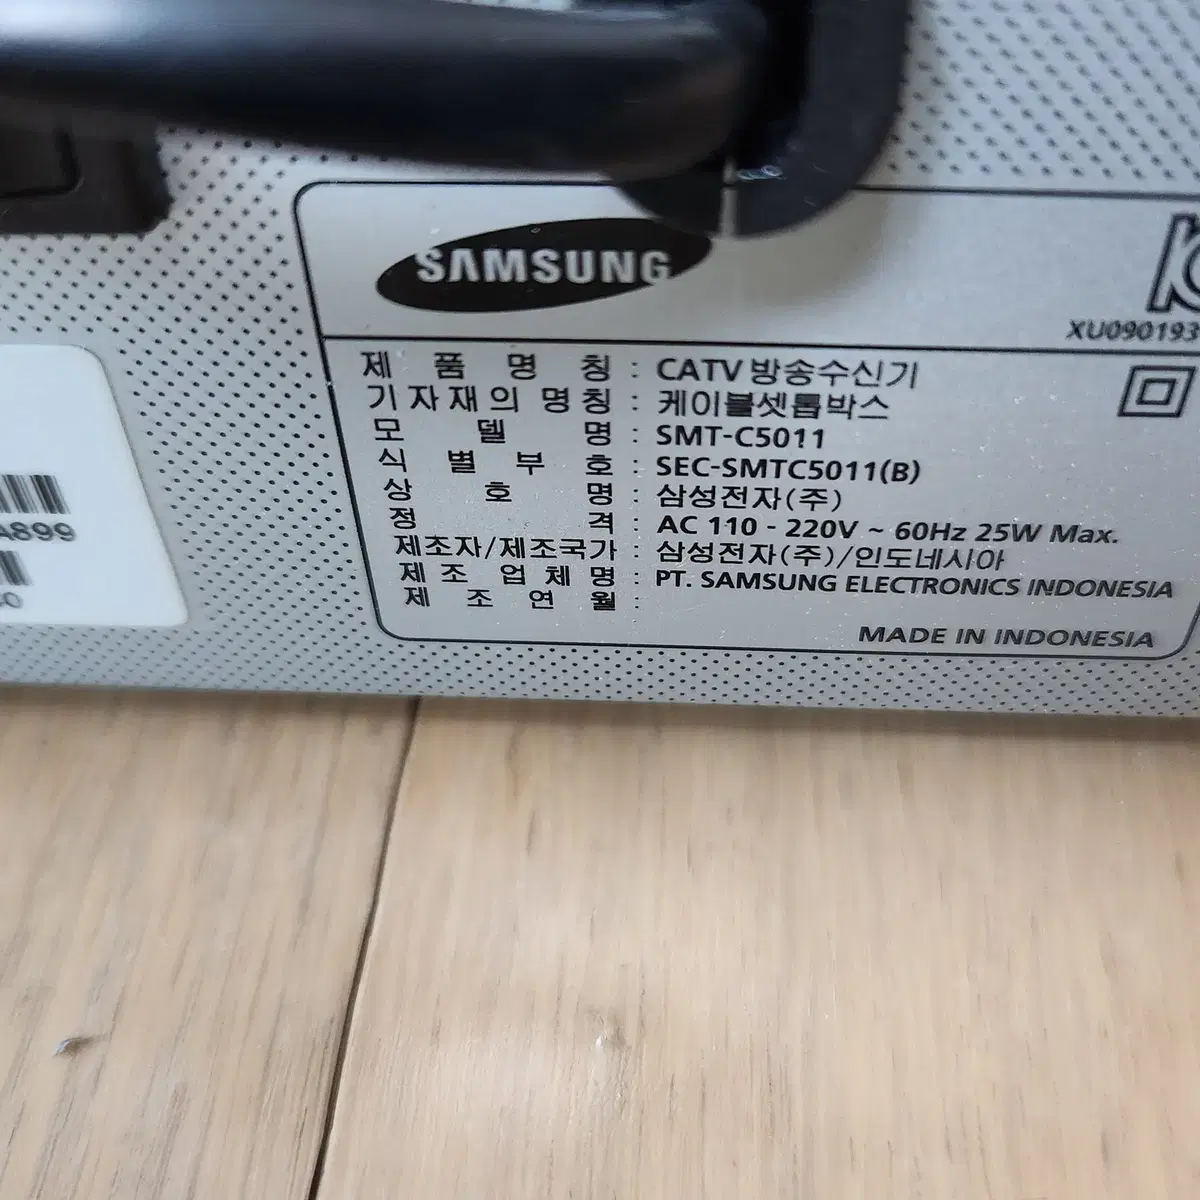 SAMSUNG
XU090193
제 품 명 칭 : CATV 방송수신기
기자재의 명칭 : 케이블셋톱박스
모 델 명 : SMT-C5011
식 별 부 호 : SEC-SMTC5011(B)
상 호 명 : 삼성전자(주)
정 격 : AC 110 - 220V ~ 60Hz 25W Max.
제조자/제조국가 : 삼성전자(주)/인도네시아
제 조 업 체 명 : PT. SAMSUNG ELECTRONICS INDONESIA
제 조 연 월 :
MADE IN INDONESIA
A899